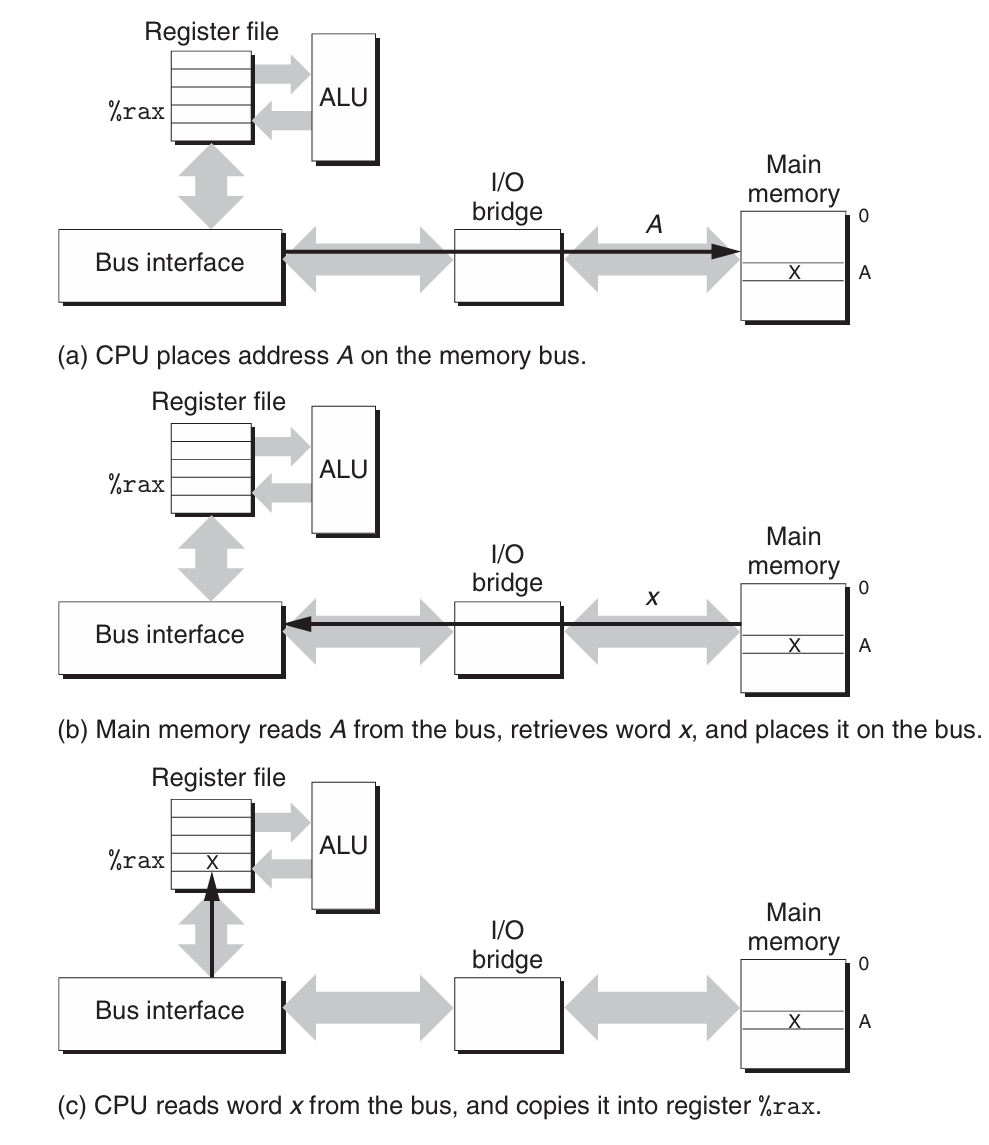 Register file
%rax
ALU
Bus interface
I/O
bridge
A
Main
memory
0
X
A
(a) CPU places address A on the memory bus.
Register file
%rax
ALU
Bus interface
I/O
bridge
x
Main
memory
0
X
A
(b) Main memory reads A from the bus, retrieves word x, and places it on the bus.
Register file
%rax
X
ALU
Bus interface
I/O
bridge
Main
memory
0
X
A
(c) CPU reads word x from the bus, and copies it into register %rax.